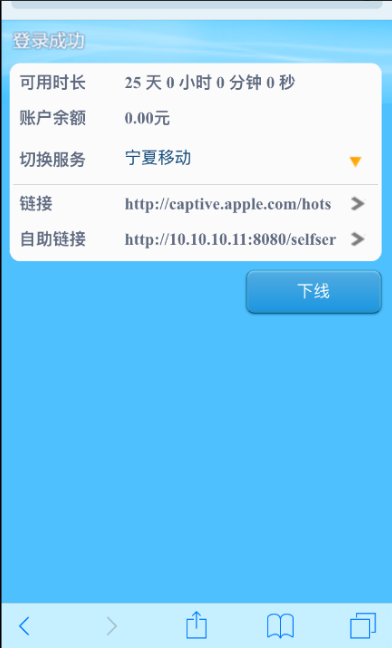 登录成功
可用时长 25 天 0 小时 0 分钟 0 秒
账户余额 0.00元
切换服务 宁夏移动
链接 http://captive.apple.com/hots
自助链接 http://10.10.10.11:8080/selfser
下线